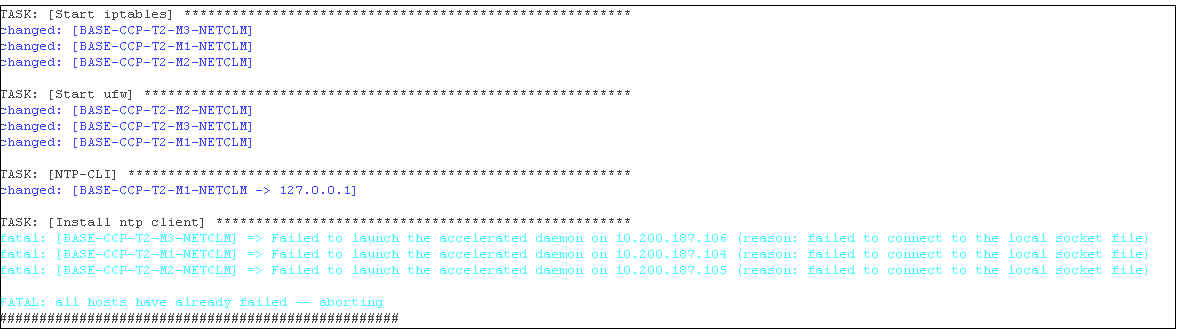 TASK: [Start iptables] ********************************************************
changed: [BASE-CCP-T2-M3-NETCLM]
changed: [BASE-CCP-T2-M1-NETCLM]
changed: [BASE-CCP-T2-M2-NETCLM]
TASK: [Start ufw] *************************************************************
changed: [BASE-CCP-T2-M2-NETCLM]
changed: [BASE-CCP-T2-M3-NETCLM]
changed: [BASE-CCP-T2-M1-NETCLM]
TASK: [NTP-CLI] ***************************************************************
changed: [BASE-CCP-T2-M1-NETCLM -> 127.0.0.1]
TASK: [Install ntp client] ****************************************************
fatal: [BASE-CCP-T2-M3-NETCLM] => Failed to launch the accelerated daemon on 10.200.187.106 (reason: failed to connect to the local socket file)
fatal: [BASE-CCP-T2-M1-NETCLM] => Failed to launch the accelerated daemon on 10.200.187.104 (reason: failed to connect to the local socket file)
fatal: [BASE-CCP-T2-M2-NETCLM] => Failed to launch the accelerated daemon on 10.200.187.105 (reason: failed to connect to the local socket file)
FATAL: all hosts have already failed -- aborting
##################################################